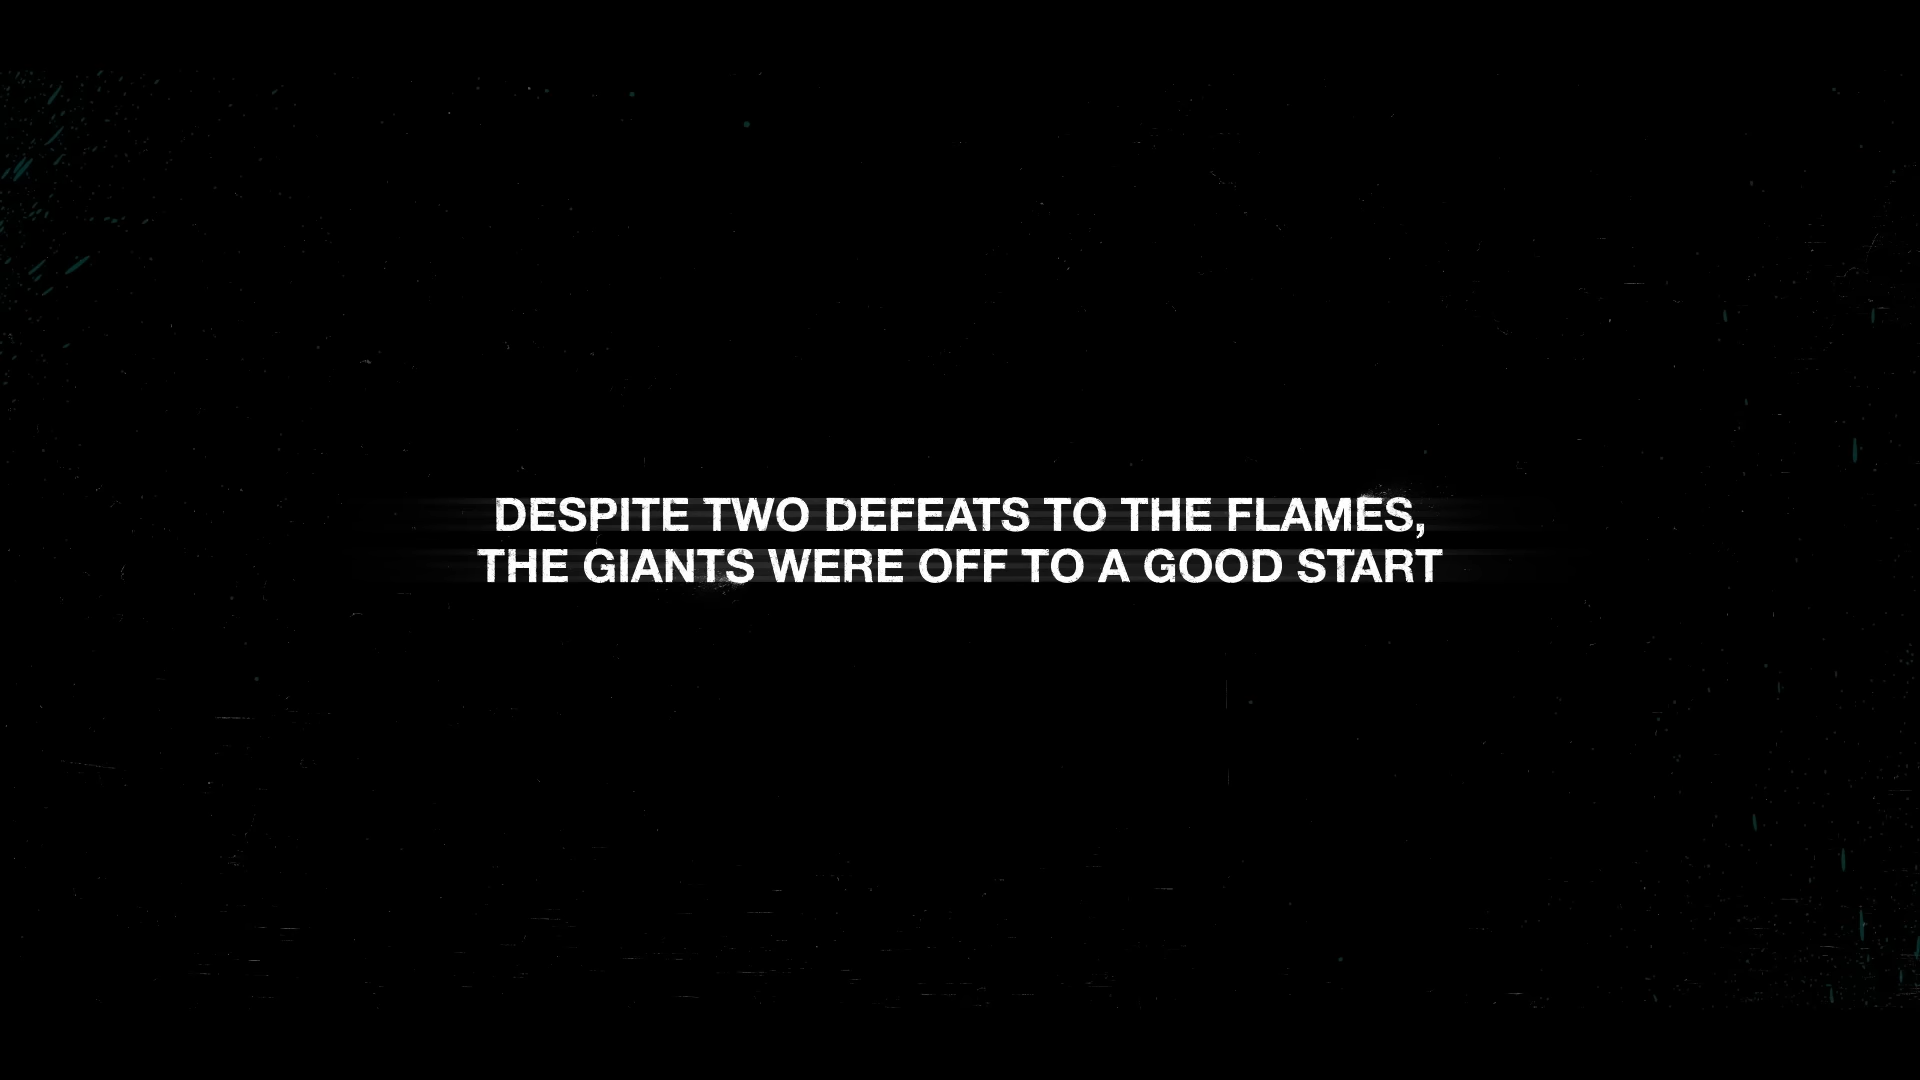 DESPITE TWO DEFEATS TO THE FLAMES,
THE GIANTS WERE OFF TO A GOOD START